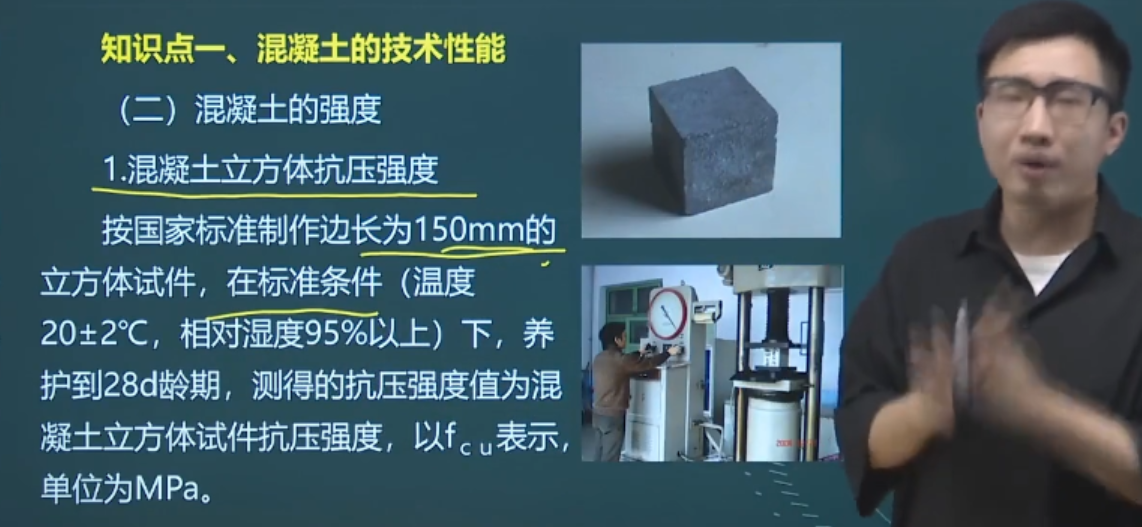 知识点一、混凝土的技术性能
（二）混凝土的强度
1.混凝土立方体抗压强度
按国家标准制作边长为150mm的
立方体试件，在标准条件（温度
20±2℃，相对湿度95%以上）下，养
护到28d龄期，测得的抗压强度值为混
凝土立方体试件抗压强度，以fcu表示，
单位为MPa。